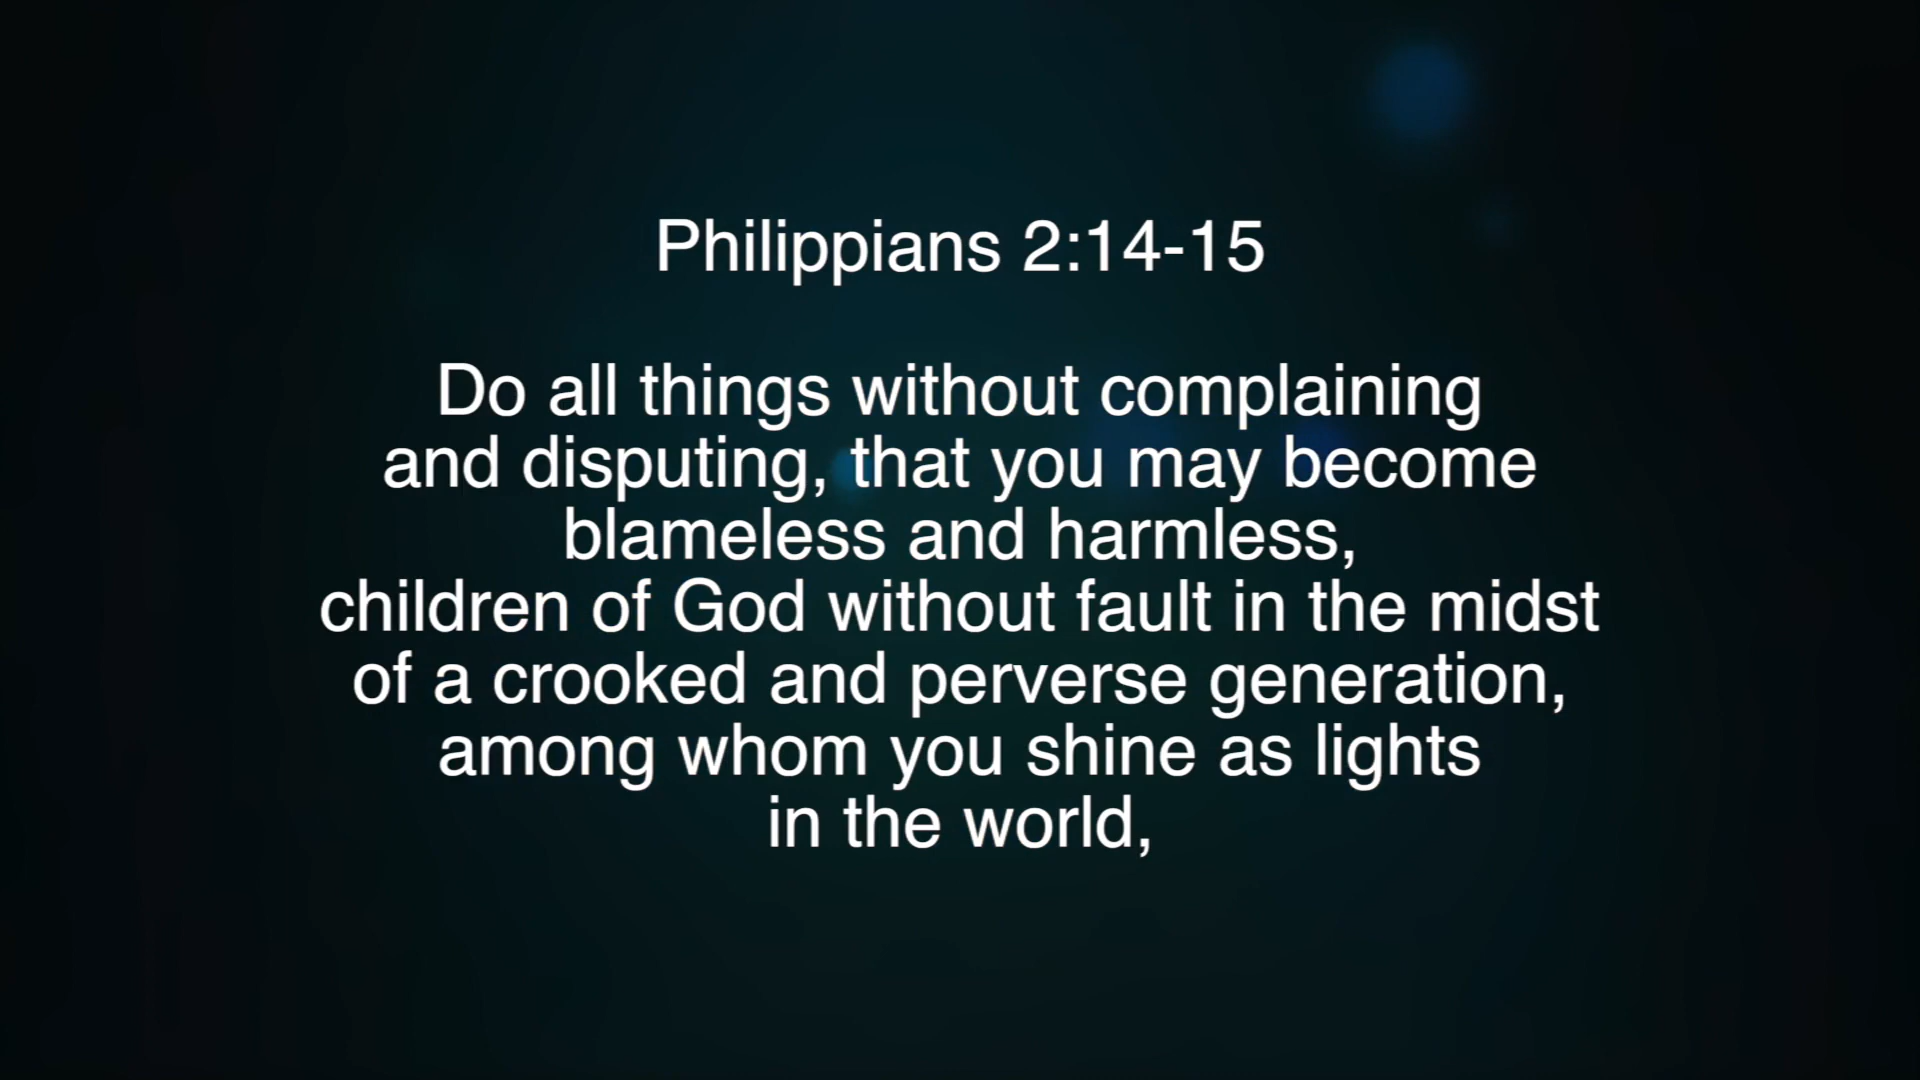 Philippians 2:14-15
Do all things without complaining
and disputing, that you may become
blameless and harmless,
children of God without fault in the midst
of a crooked and perverse generation,
among whom you shine as lights
in the world,